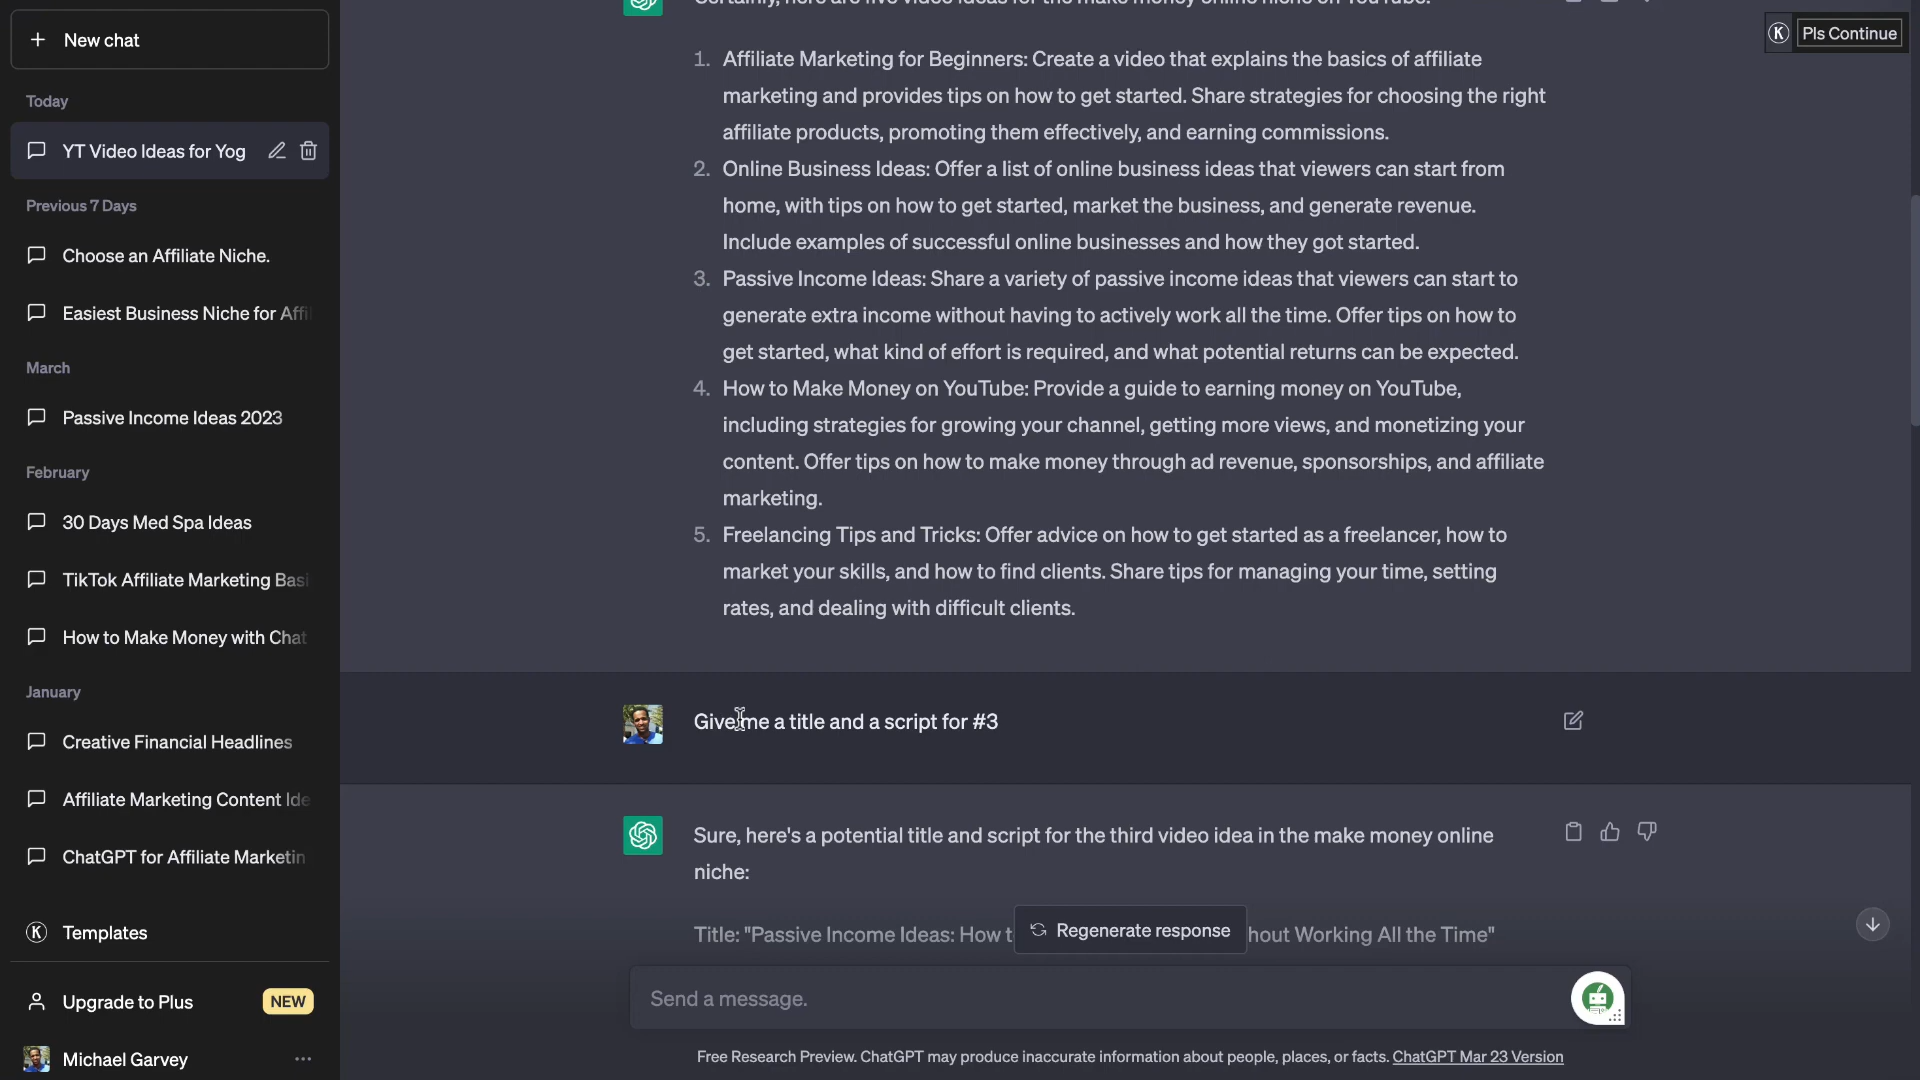 New chat
Today
YT Video Ideas for Yog
Previous 7 Days
Choose an Affiliate Niche.
Easiest Business Niche for Affi
March
Passive Income Ideas 2023
February
30 Days Med Spa Ideas
TikTok Affiliate Marketing Basi
How to Make Money with Chat
January
Creative Financial Headlines
Affiliate Marketing Content Ide
ChatGPT for Affiliate Marketin
K Templates
Upgrade to Plus NEW
Michael Garvey
Certainly, here are five video ideas for the make money online niche on YouTube:
K Pls Continue
1. Affiliate Marketing for Beginners: Create a video that explains the basics of affiliate
marketing and provides tips on how to get started. Share strategies for choosing the right
affiliate products, promoting them effectively, and earning commissions.
2. Online Business Ideas: Offer a list of online business ideas that viewers can start from
home, with tips on how to get started, market the business, and generate revenue.
Include examples of successful online businesses and how they got started.
3. Passive Income Ideas: Share a variety of passive income ideas that viewers can start to
generate extra income without having to actively work all the time. Offer tips on how to
get started, what kind of effort is required, and what potential returns can be expected.
4. How to Make Money on YouTube: Provide a guide to earning money on YouTube,
including strategies for growing your channel, getting more views, and monetizing your
content. Offer tips on how to make money through ad revenue, sponsorships, and affiliate
marketing.
5. Freelancing Tips and Tricks: Offer advice on how to get started as a freelancer, how to
market your skills, and how to find clients. Share tips for managing your time, setting
rates, and dealing with difficult clients.
Give me a title and a script for #3
Sure, here's a potential title and script for the third video idea in the make money online
niche:
Title: "Passive Income Ideas: How t hout Working All the Time"
Regenerate response
Send a message.
Free Research Preview. ChatGPT may produce inaccurate information about people, places, or facts. ChatGPT Mar 23 Version